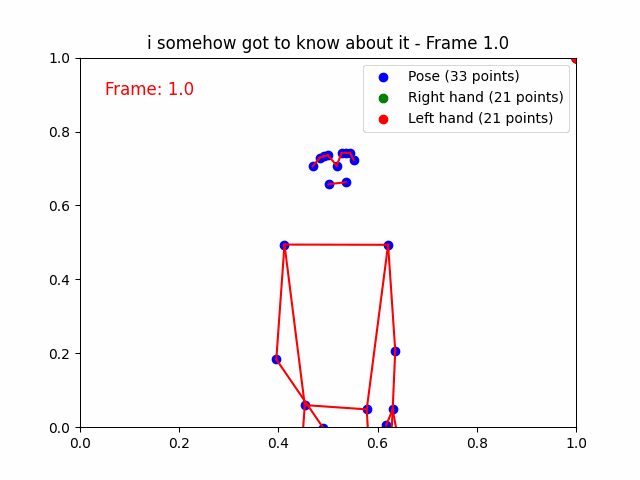 i somehow got to know about it - Frame 1.0
Frame: 1.0
Pose (33 points)
Right hand (21 points)
Left hand (21 points)
1.0
0.8
0.6
0.4
0.2
0.0
0.0 0.2 0.4 0.6 0.8 1.0